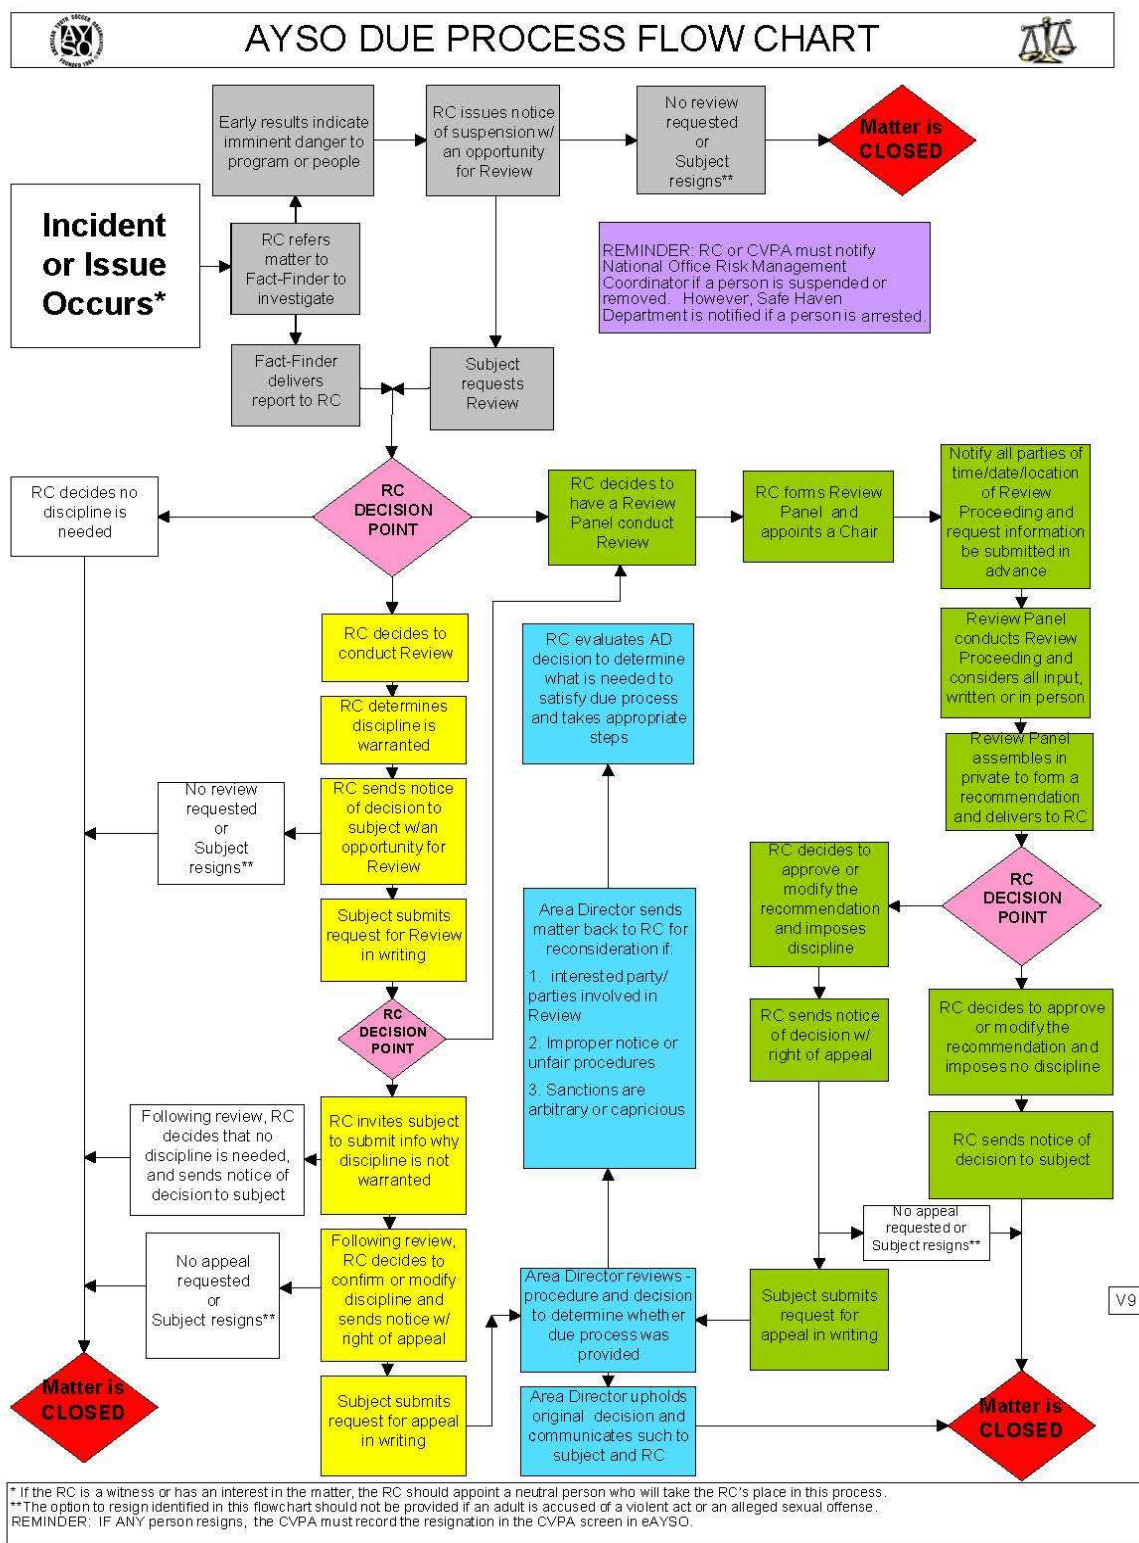 AYSO DUE PROCESS FLOW CHART
AYSO
Early results indicate
imminent danger to
program or people
RC issues notice
of suspension w/
an opportunity
for Review
No review
requested
or
Subject
resigns**
Matter is
CLOSED
Incident
or Issue
Occurs*
RC refers
matter to
Fact-Finder to
investigate
REMINDER: RC or CVPA must notify
National Office Risk Management
Coordinator if a person is suspended or
removed. However, Safe Haven
Department is notified if a person is arrested.
Fact-Finder
delivers
report to RC
Subject
requests
Review
RC decides no
discipline is
needed
RC
DECISION
POINT
RC decides to
have a Review
Panel conduct
Review
RC forms Review
Panel and
appoints a Chair
Notify all parties of
time/date/location
of Review
Proceeding and
request information
be submitted in
advance
RC decides to
conduct Review
RC evaluates AD
decision to determine
what is needed to
satisfy due process
and takes appropriate
steps
Review Panel
conducts Review
Proceeding and
considers all input,
written or in person
RC determines
discipline is
warranted
Review Panel
assembles in
private to form a
recommendation
and delivers to RC
No review
requested
or
Subject
resigns**
RC sends notice
of decision to
subject w/an
opportunity for
Review
RC decides to
approve or
modify the
recommendation
and imposes
discipline
RC
DECISION
POINT
Subject submits
request for Review
in writing
Area Director sends
matter back to RC for
reconsideration if:
1. interested party/
parties involved in
Review
2. Improper notice or
unfair procedures
3. Sanctions are
arbitrary or capricious
RC
DECISION
POINT
RC sends notice
of decision w/
right of appeal
RC decides to approve
or modify the
recommendation and
imposes no discipline
Following review, RC
decides that no
discipline is needed,
and sends notice of
decision to subject
RC invites subject
to submit info why
discipline is not
warranted
RC sends notice of
decision to subject
No appeal
requested or
Subject resigns**
No appeal
requested
or
Subject resigns**
Following review,
RC decides to
confirm or modify
discipline and
sends notice w/
right of appeal
Area Director reviews -
procedure and decision
to determine whether
due process was
provided
Subject submits
request for
appeal in writing
V9
Matter is
CLOSED
Subject submits
request for appeal
in writing
Area Director upholds
original decision and
communicates such to
subject and RC
Matter is
CLOSED
* If the RC is a witness or has an interest in the matter, the RC should appoint a neutral person who will take the RC's place in this process.
**The option to resign identified in this flowchart should not be provided if an adult is accused of a violent act or an alleged sexual offense.
REMINDER: IF ANY person resigns, the CVPA must record the resignation in the CVPA screen in eAYSO.